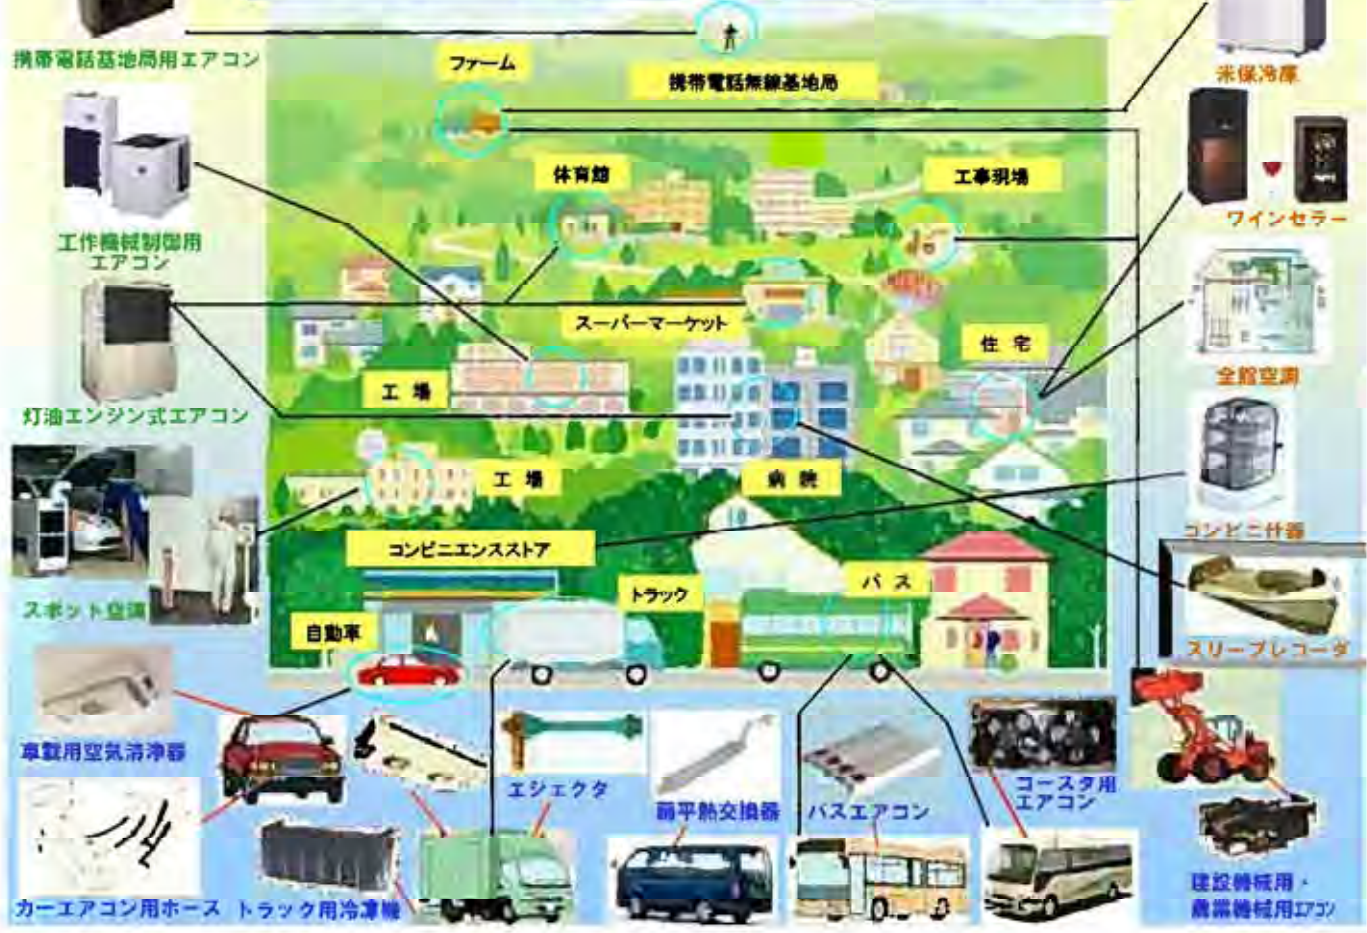 携帯電話基地局用エアコン
ファーム
携帯電話無線基地局
米保冷庫
体育館
工事現場
ワインセラー
工作機械制御用
エアコン
スーパーマーケット
住宅
全館空調
工場
灯油エンジン式エアコン
工場
病院
コンビニ什器
コンビニエンスストア
スポット空調
トラック
バス
自動車
スリープレコーダ
車載用空気清浄器
エジェクタ
扁平熱交換器
バスエアコン
コースタ用
エアコン
カーエアコン用ホース
トラック用冷凍機
建設機械用・
農業機械用エアコン